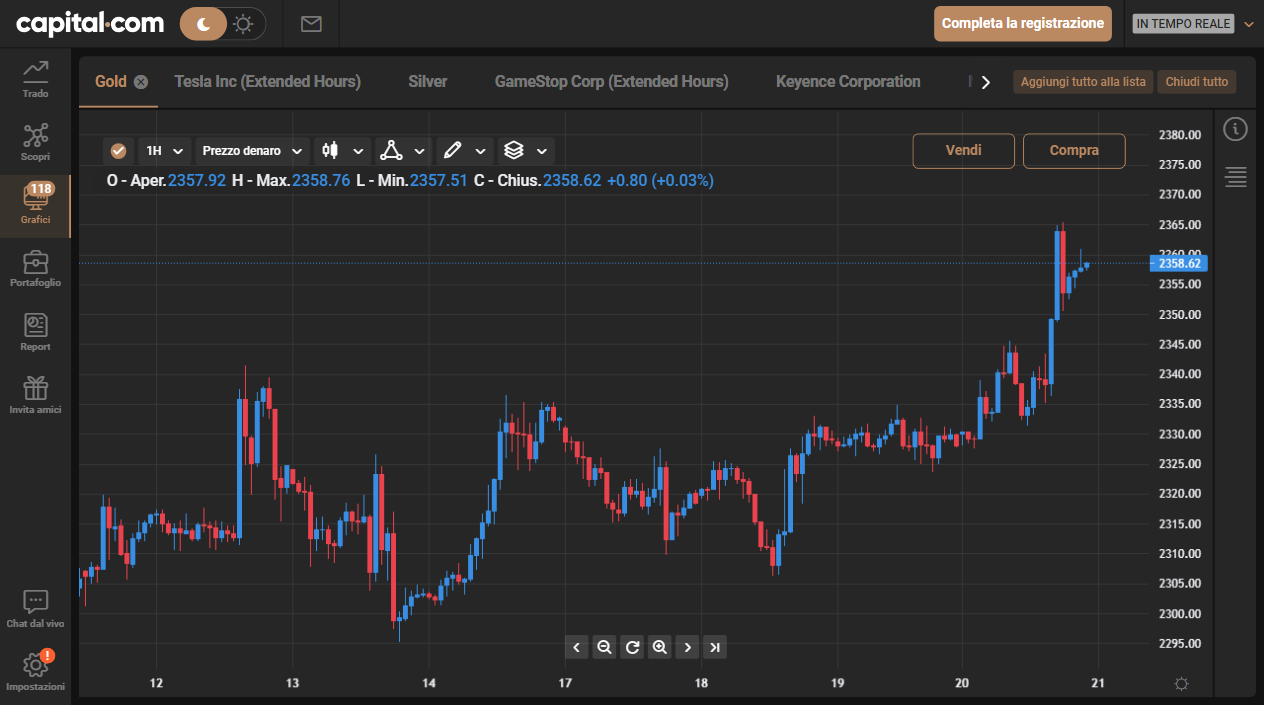 capital.com
Completa la registrazione
IN TEMPO REALE
Trado
Scopri
118
Grafici
Portafoglio
Report
Invita amici
Chat dal vivo
!
Impostazioni
Gold
Tesla Inc (Extended Hours)
Silver
GameStop Corp (Extended Hours)
Keyence Corporation
Aggiungi tutto alla lista
Chiudi tutto
1H
Prezzo denaro
Vendi
Compra
O - Aper.2357.92 H - Max.2358.76 L - Min.2357.51 C - Chius.2358.62 +0.80 (+0.03%)
2380.00
2375.00
2370.00
2365.00
2360.00
2358.62
2355.00
2350.00
2345.00
2340.00
2335.00
2330.00
2325.00
2320.00
2315.00
2310.00
2305.00
2300.00
2295.00
12 13 14 17 18 19 20 21